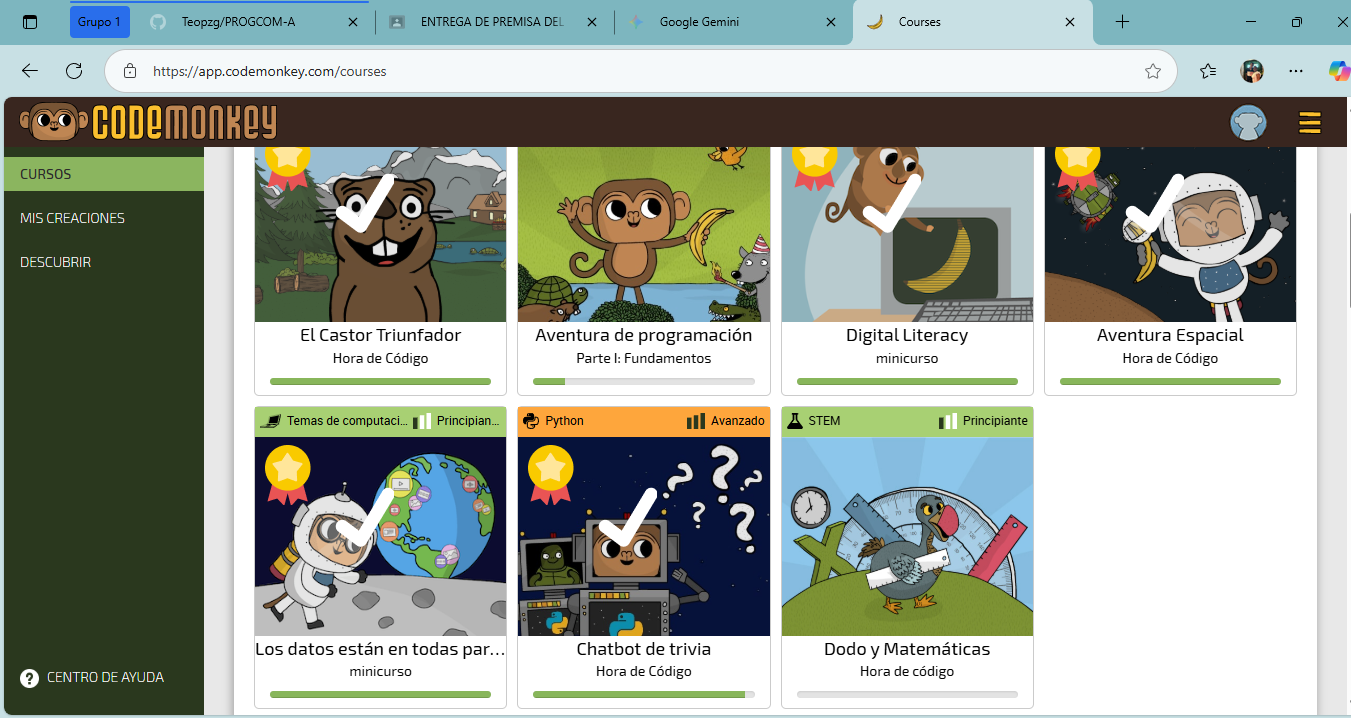 Grupo 1
Teopzg/PROGCOM-A
ENTREGA DE PREMISA DEL
Google Gemini
Courses
https://app.codemonkey.com/courses
CODEMONKEY
CURSOS
MIS CREACIONES
DESCUBRIR
El Castor Triunfador
Hora de Código
Aventura de programación
Parte I: Fundamentos
Digital Literacy
minicurso
Aventura Espacial
Hora de Código
Temas de computaci...
Principian...
Python
Avanzado
STEM
Principiante
Los datos están en todas par...
minicurso
Chatbot de trivia
Hora de Código
Dodo y Matemáticas
Hora de código
? CENTRO DE AYUDA